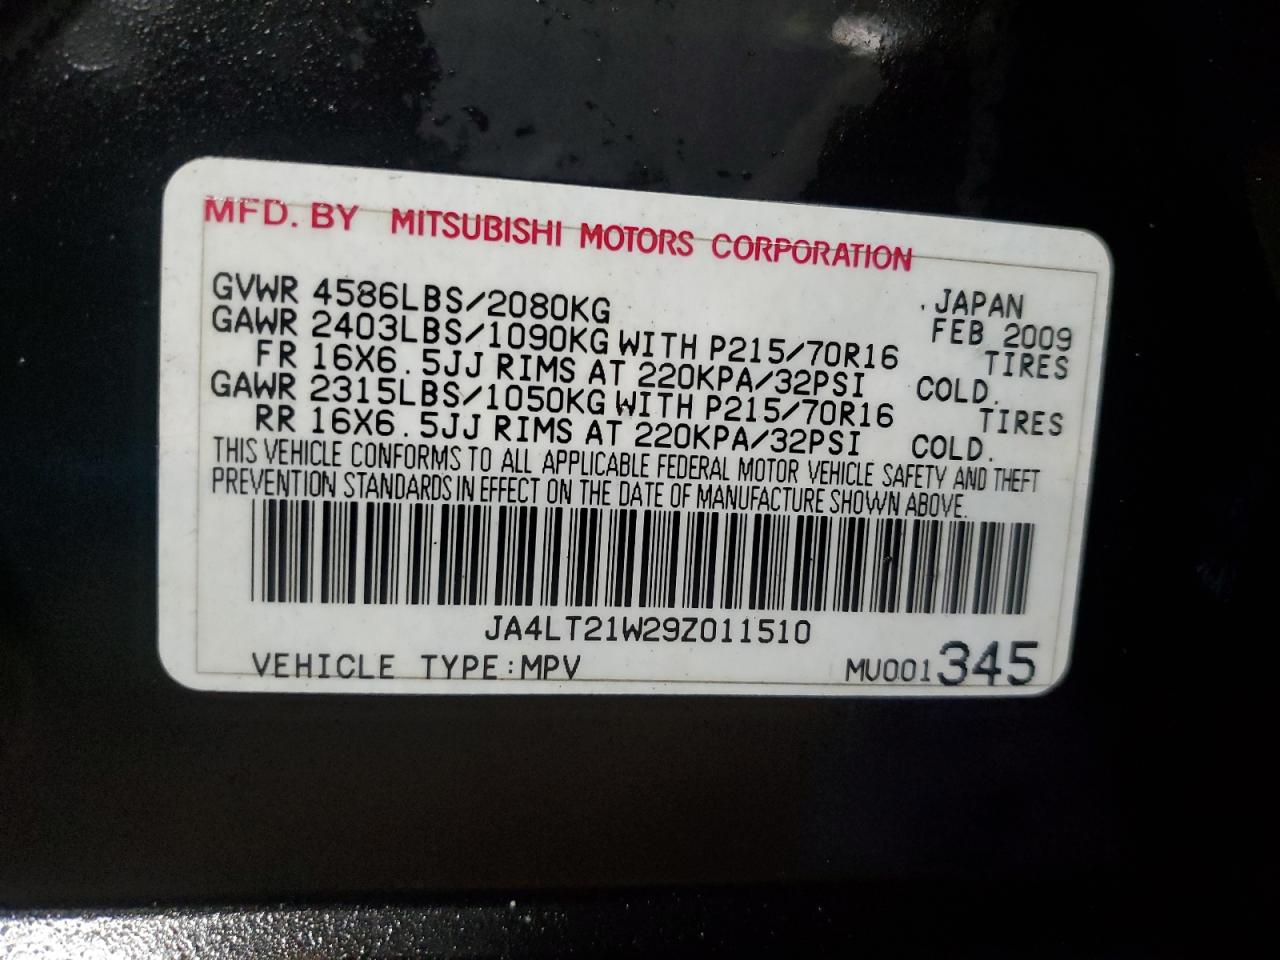 MFD. BY MITSUBISHI MOTORS CORPORATION
GVWR 4586LBS/2080KG . JAPAN
FEB 2009
GAWR 2403LBS/1090KG WITH P215/70R16 TIRES
FR 16X6.5JJ RIMS AT 220KPA/32PSI COLD.
GAWR 2315LBS/1050KG WITH P215/70R16 TIRES
RR 16X6.5JJ RIMS AT 220KPA/32PSI COLD.
THIS VEHICLE CONFORMS TO ALL APPLICABLE FEDERAL MOTOR VEHICLE SAFETY AND THEFT
PREVENTION STANDARDS IN EFFECT ON THE DATE OF MANUFACTURE SHOWN ABOVE.
JA4LT21W29Z011510
VEHICLE TYPE:MPV MU001 345